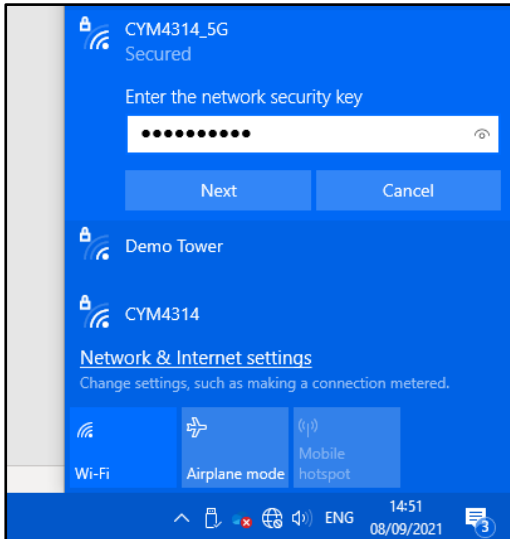 CYM4314_5G
Secured
Enter the network security key
●●●●●●●●●●
Next
Cancel
Demo Tower
CYM4314
Network & Internet settings
Change settings, such as making a connection metered.
Wi-Fi
Airplane mode
Mobile
hotspot
ENG
14:51
08/09/2021
3